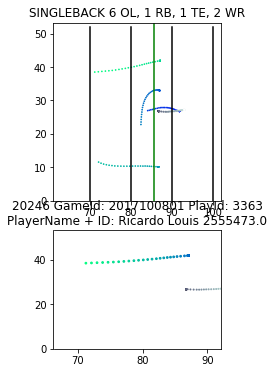 SINGLEBACK 6 OL, 1 RB, 1 TE, 2 WR
50
40
30
20
10
0
70 80 90 100
20246 GameId: 2017100801 PlayId: 3363
PlayerName + ID: Ricardo Louis 2555473.0
40
20
0
70 80 90